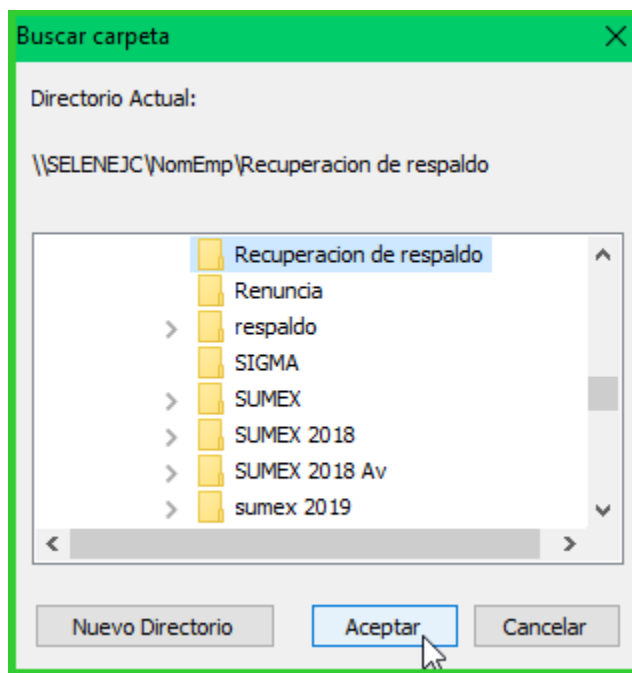 Buscar carpeta
Directorio Actual:
\\SELENEJC\NomEmp\Recuperacion de respaldo
Recuperacion de respaldo
Renuncia
respaldo
SIGMA
SUMEX
SUMEX 2018
SUMEX 2018 Av
sumex 2019
Nuevo Directorio Aceptar Cancelar